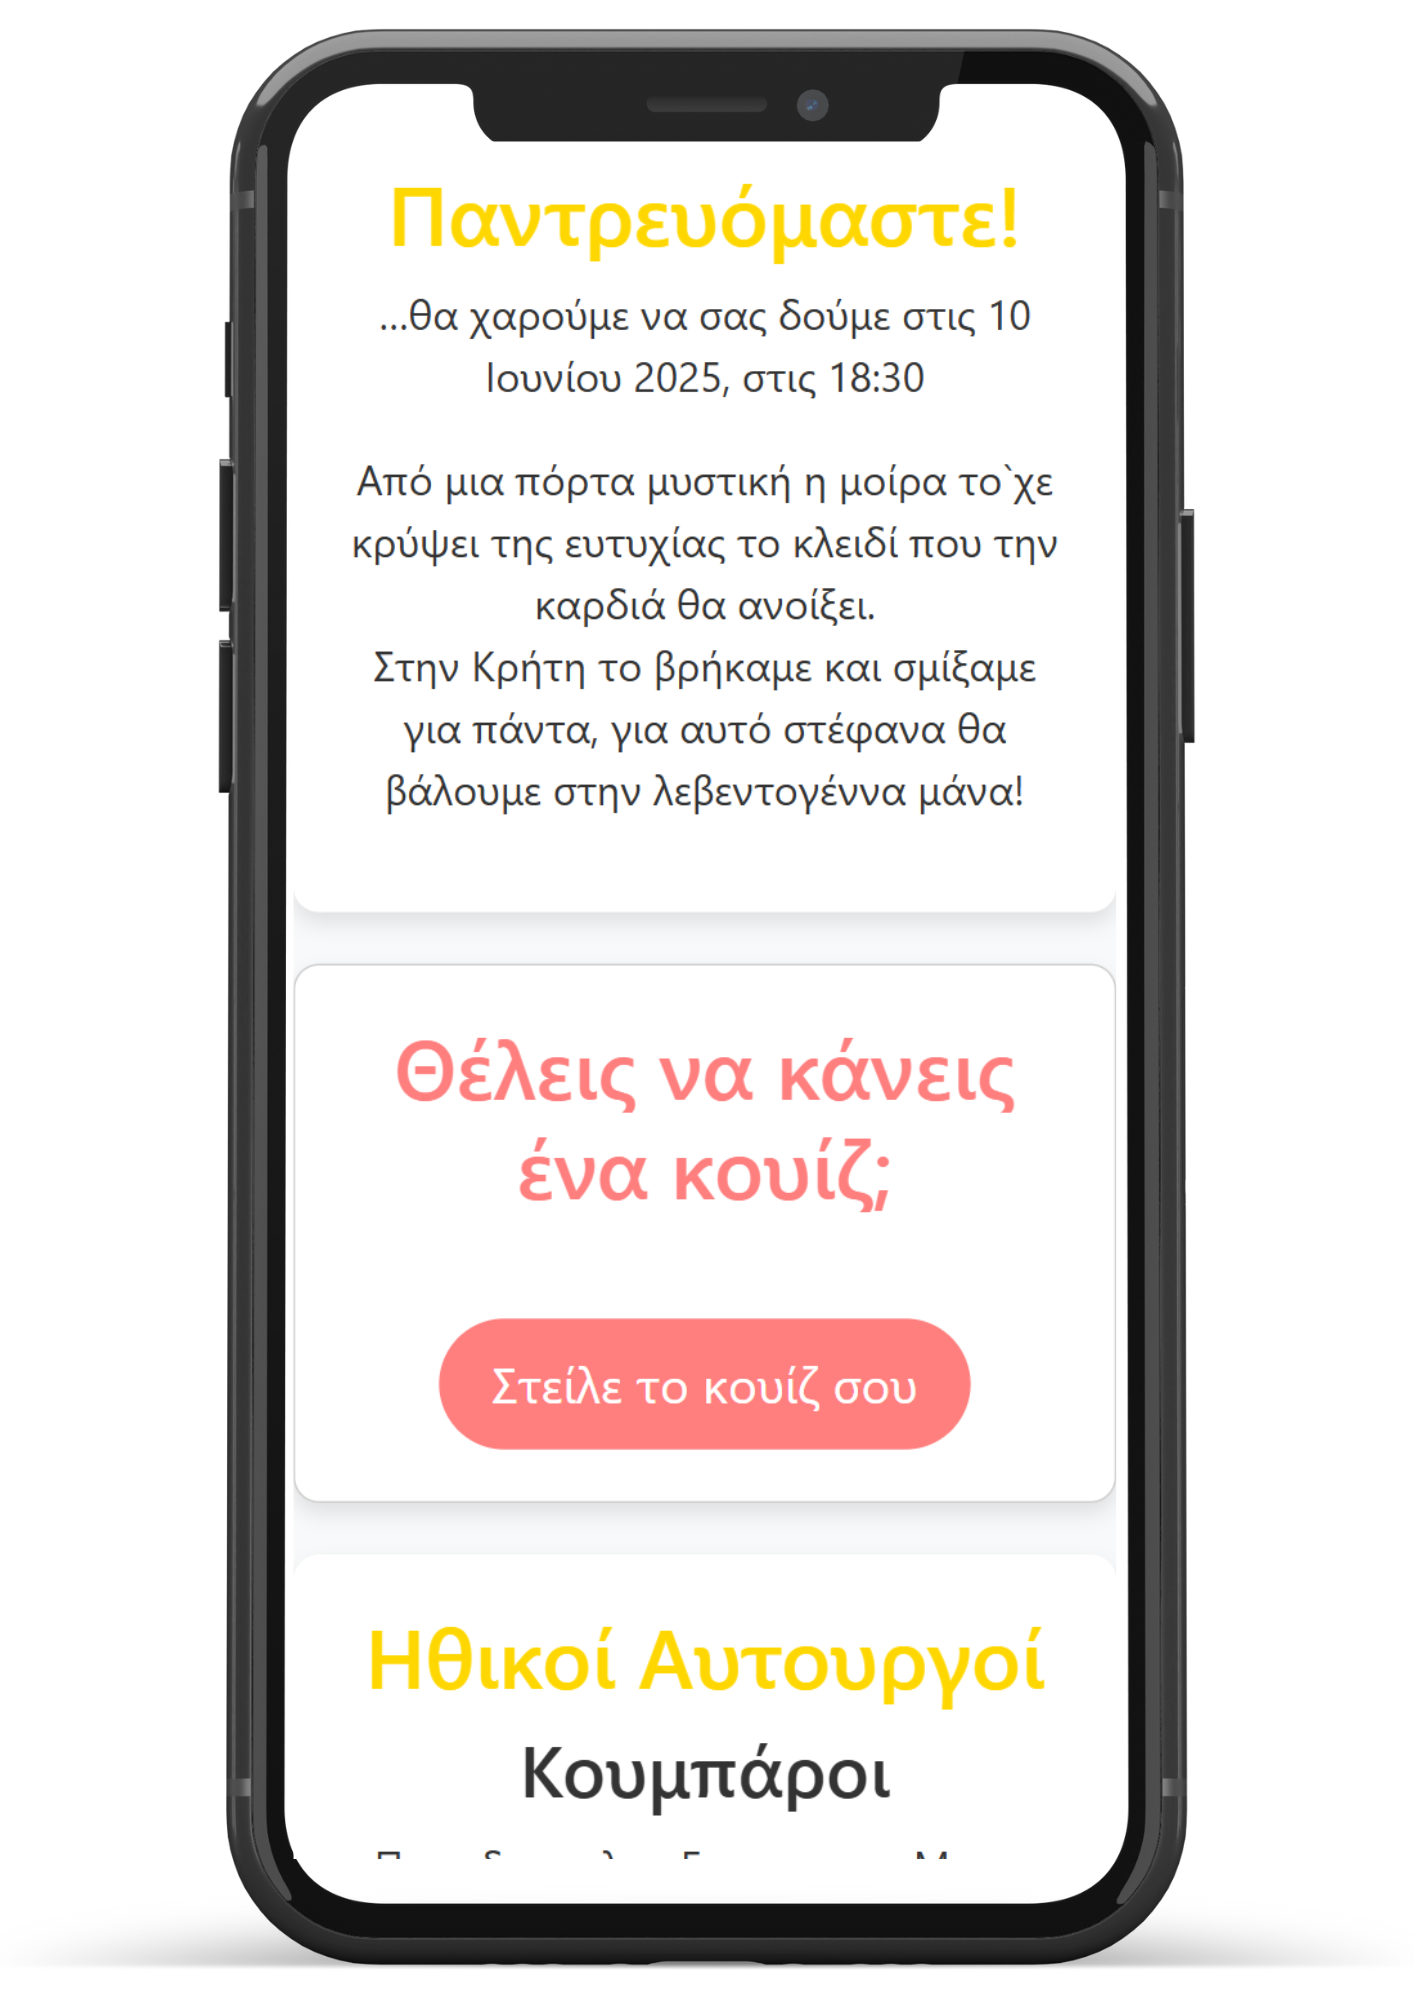 Παντρευόμαστε!
...θα χαρούμε να σας δούμε στις 10
Ιουνίου 2025, στις 18:30
Από μια πόρτα μυστική η μοίρα το`χε
κρύψει της ευτυχίας το κλειδί που την
καρδιά θα ανοίξει.
Στην Κρήτη το βρήκαμε και σμίξαμε
για πάντα, για αυτό στέφανα θα
βάλουμε στην λεβεντογέννα μάνα!
Θέλεις να κάνεις
ένα κουίζ;
Στείλε το κουίζ σου
Ηθικοί Αυτουργοί
Κουμπάροι